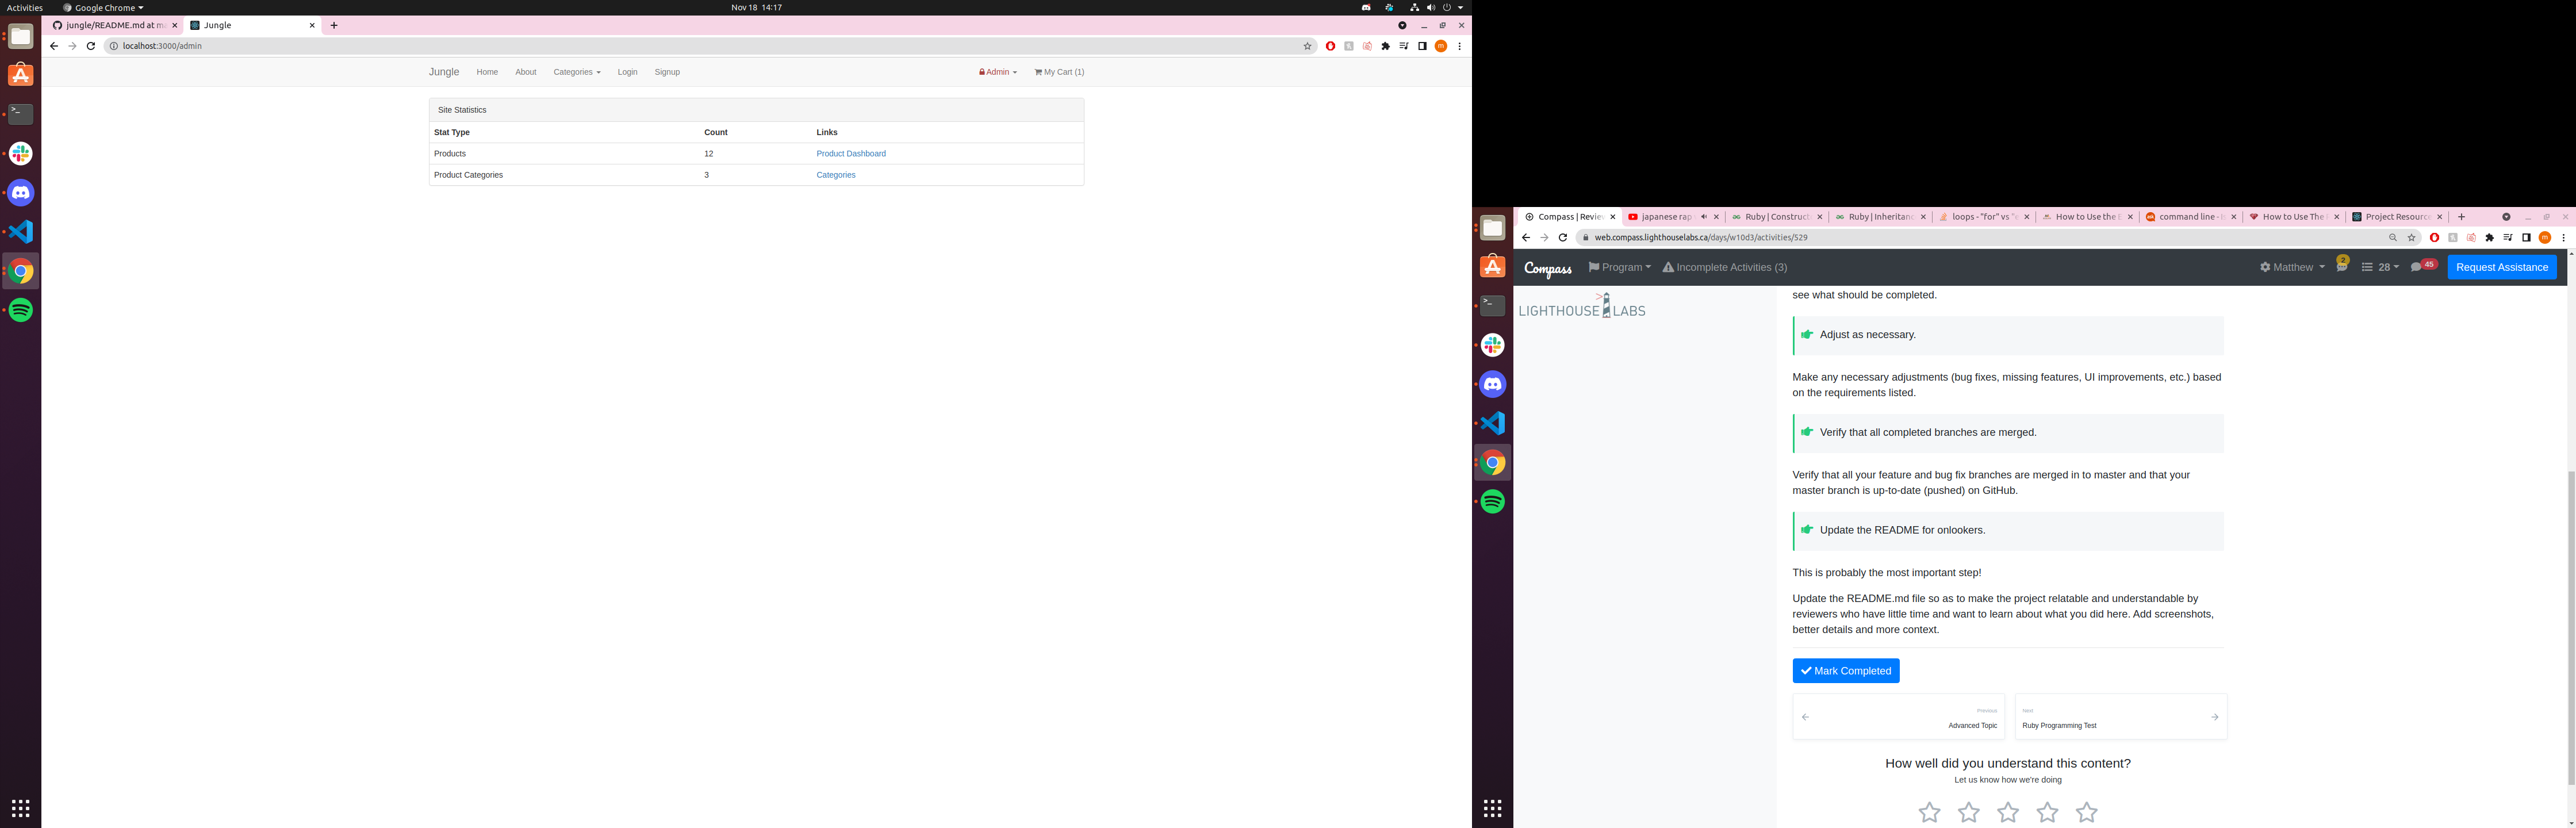 Activities Google Chrome Nov 18 14:17
jungle/README.md at ma Jungle
localhost:3000/admin
m
Jungle Home About Categories Login Signup Admin My Cart (1)
Site Statistics
Stat Type Count Links
Products 12 Product Dashboard
Product Categories 3 Categories
Compass | Review japanese rap Ruby | Construct Ruby | Inheritanc loops - "for" vs "e How to Use the E command line - How to Use The Project Resource
web.compass.lighthouselabs.ca/days/w10d3/activities/529
m
Compass Program Incomplete Activities (3) Matthew 2 28 45 Request Assistance
LIGHTHOUSE LABS
see what should be completed.
Adjust as necessary.
Make any necessary adjustments (bug fixes, missing features, UI improvements, etc.) based
on the requirements listed.
Verify that all completed branches are merged.
Verify that all your feature and bug fix branches are merged in to master and that your
master branch is up-to-date (pushed) on GitHub.
Update the README for onlookers.
This is probably the most important step!
Update the README.md file so as to make the project relatable and understandable by
reviewers who have little time and want to learn about what you did here. Add screenshots,
better details and more context.
Mark Completed
Previous
Advanced Topic
Next
Ruby Programming Test
How well did you understand this content?
Let us know how we're doing